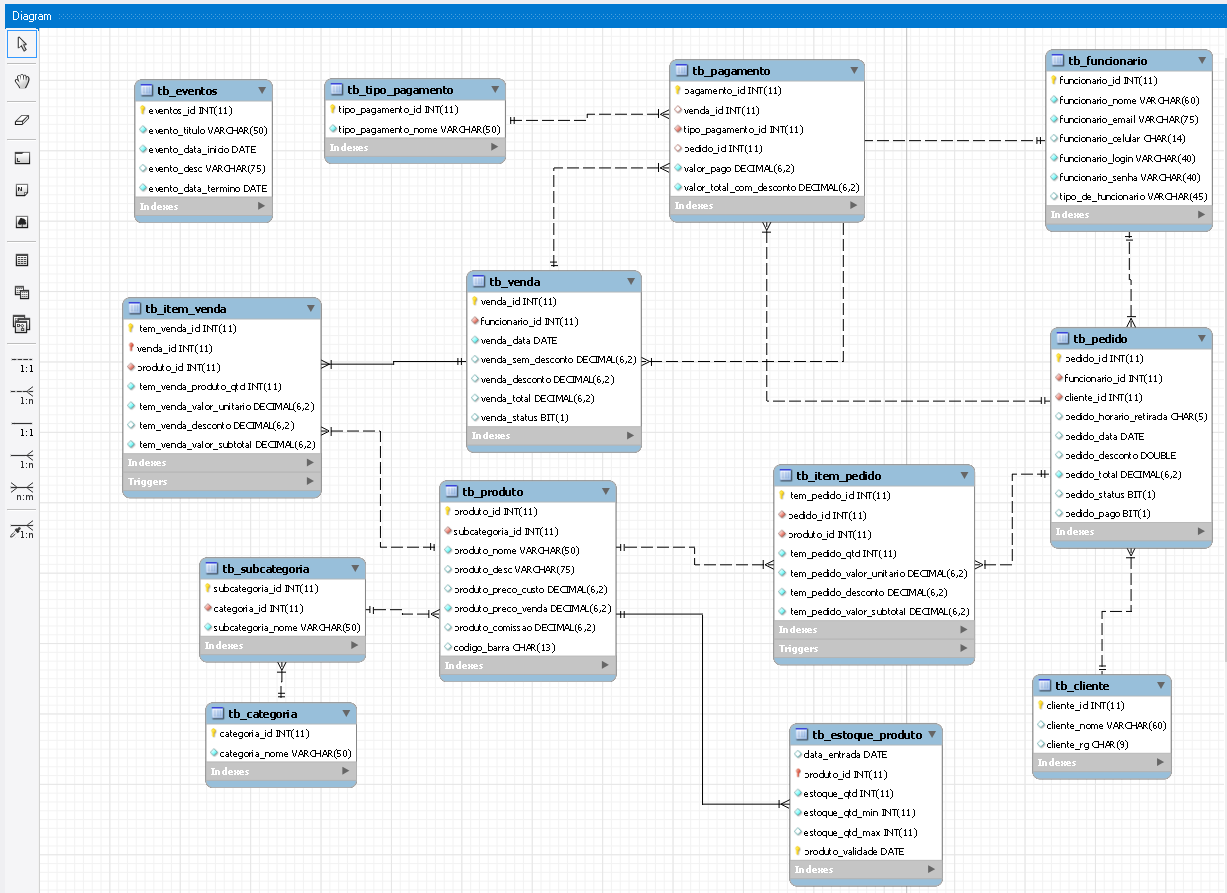 Diagram
tb_eventos
eventos_id INT(11)
evento_titulo VARCHAR(50)
evento_data_inicio DATE
evento_desc VARCHAR(75)
evento_data_termino DATE
Indexes
tb_tipo_pagamento
tipo_pagamento_id INT(11)
tipo_pagamento_nome VARCHAR(50)
Indexes
tb_pagamento
pagamento_id INT(11)
venda_id INT(11)
tipo_pagamento_id INT(11)
pedido_id INT(11)
valor_pago DECIMAL(6,2)
valor_total_com_desconto DECIMAL(6,2)
Indexes
tb_funcionario
funcionario_id INT(11)
funcionario_nome VARCHAR(60)
funcionario_email VARCHAR(75)
funcionario_celular CHAR(14)
funcionario_login VARCHAR(40)
funcionario_senha VARCHAR(40)
tipo_de_funcionario VARCHAR(45)
Indexes
tb_venda
venda_id INT(11)
funcionario_id INT(11)
venda_data DATE
venda_sem_desconto DECIMAL(6,2)
venda_desconto DECIMAL(6,2)
venda_total DECIMAL(6,2)
venda_status BIT(1)
Indexes
tb_item_venda
tem_venda_id INT(11)
venda_id INT(11)
produto_id INT(11)
tem_venda_produto_qtd INT(11)
tem_venda_valor_unitario DECIMAL(6,2)
tem_venda_desconto DECIMAL(6,2)
tem_venda_valor_subtotal DECIMAL(6,2)
Indexes
Triggers
tb_pedido
pedido_id INT(11)
funcionario_id INT(11)
cliente_id INT(11)
pedido_horario_retirada CHAR(5)
pedido_data DATE
pedido_desconto DOUBLE
pedido_total DECIMAL(6,2)
pedido_status BIT(1)
pedido_pago BIT(1)
Indexes
tb_item_pedido
tem_pedido_id INT(11)
pedido_id INT(11)
produto_id INT(11)
tem_pedido_qtd INT(11)
tem_pedido_valor_unitario DECIMAL(6,2)
tem_pedido_desconto DECIMAL(6,2)
tem_pedido_valor_subtotal DECIMAL(6,2)
Indexes
Triggers
tb_produto
produto_id INT(11)
subcategoria_id INT(11)
produto_nome VARCHAR(50)
produto_desc VARCHAR(75)
produto_preco_custo DECIMAL(6,2)
produto_preco_venda DECIMAL(6,2)
produto_comissao DECIMAL(6,2)
codigo_barra CHAR(13)
Indexes
tb_subcategoria
subcategoria_id INT(11)
categoria_id INT(11)
subcategoria_nome VARCHAR(50)
Indexes
tb_categoria
categoria_id INT(11)
categoria_nome VARCHAR(50)
Indexes
tb_estoque_produto
data_entrada DATE
produto_id INT(11)
estoque_qtd INT(11)
estoque_qtd_min INT(11)
estoque_qtd_max INT(11)
produto_validade DATE
Indexes
tb_cliente
cliente_id INT(11)
cliente_nome VARCHAR(60)
cliente_rg CHAR(9)
Indexes
1:1
1:n
1:1
1:n
n:m
1:n